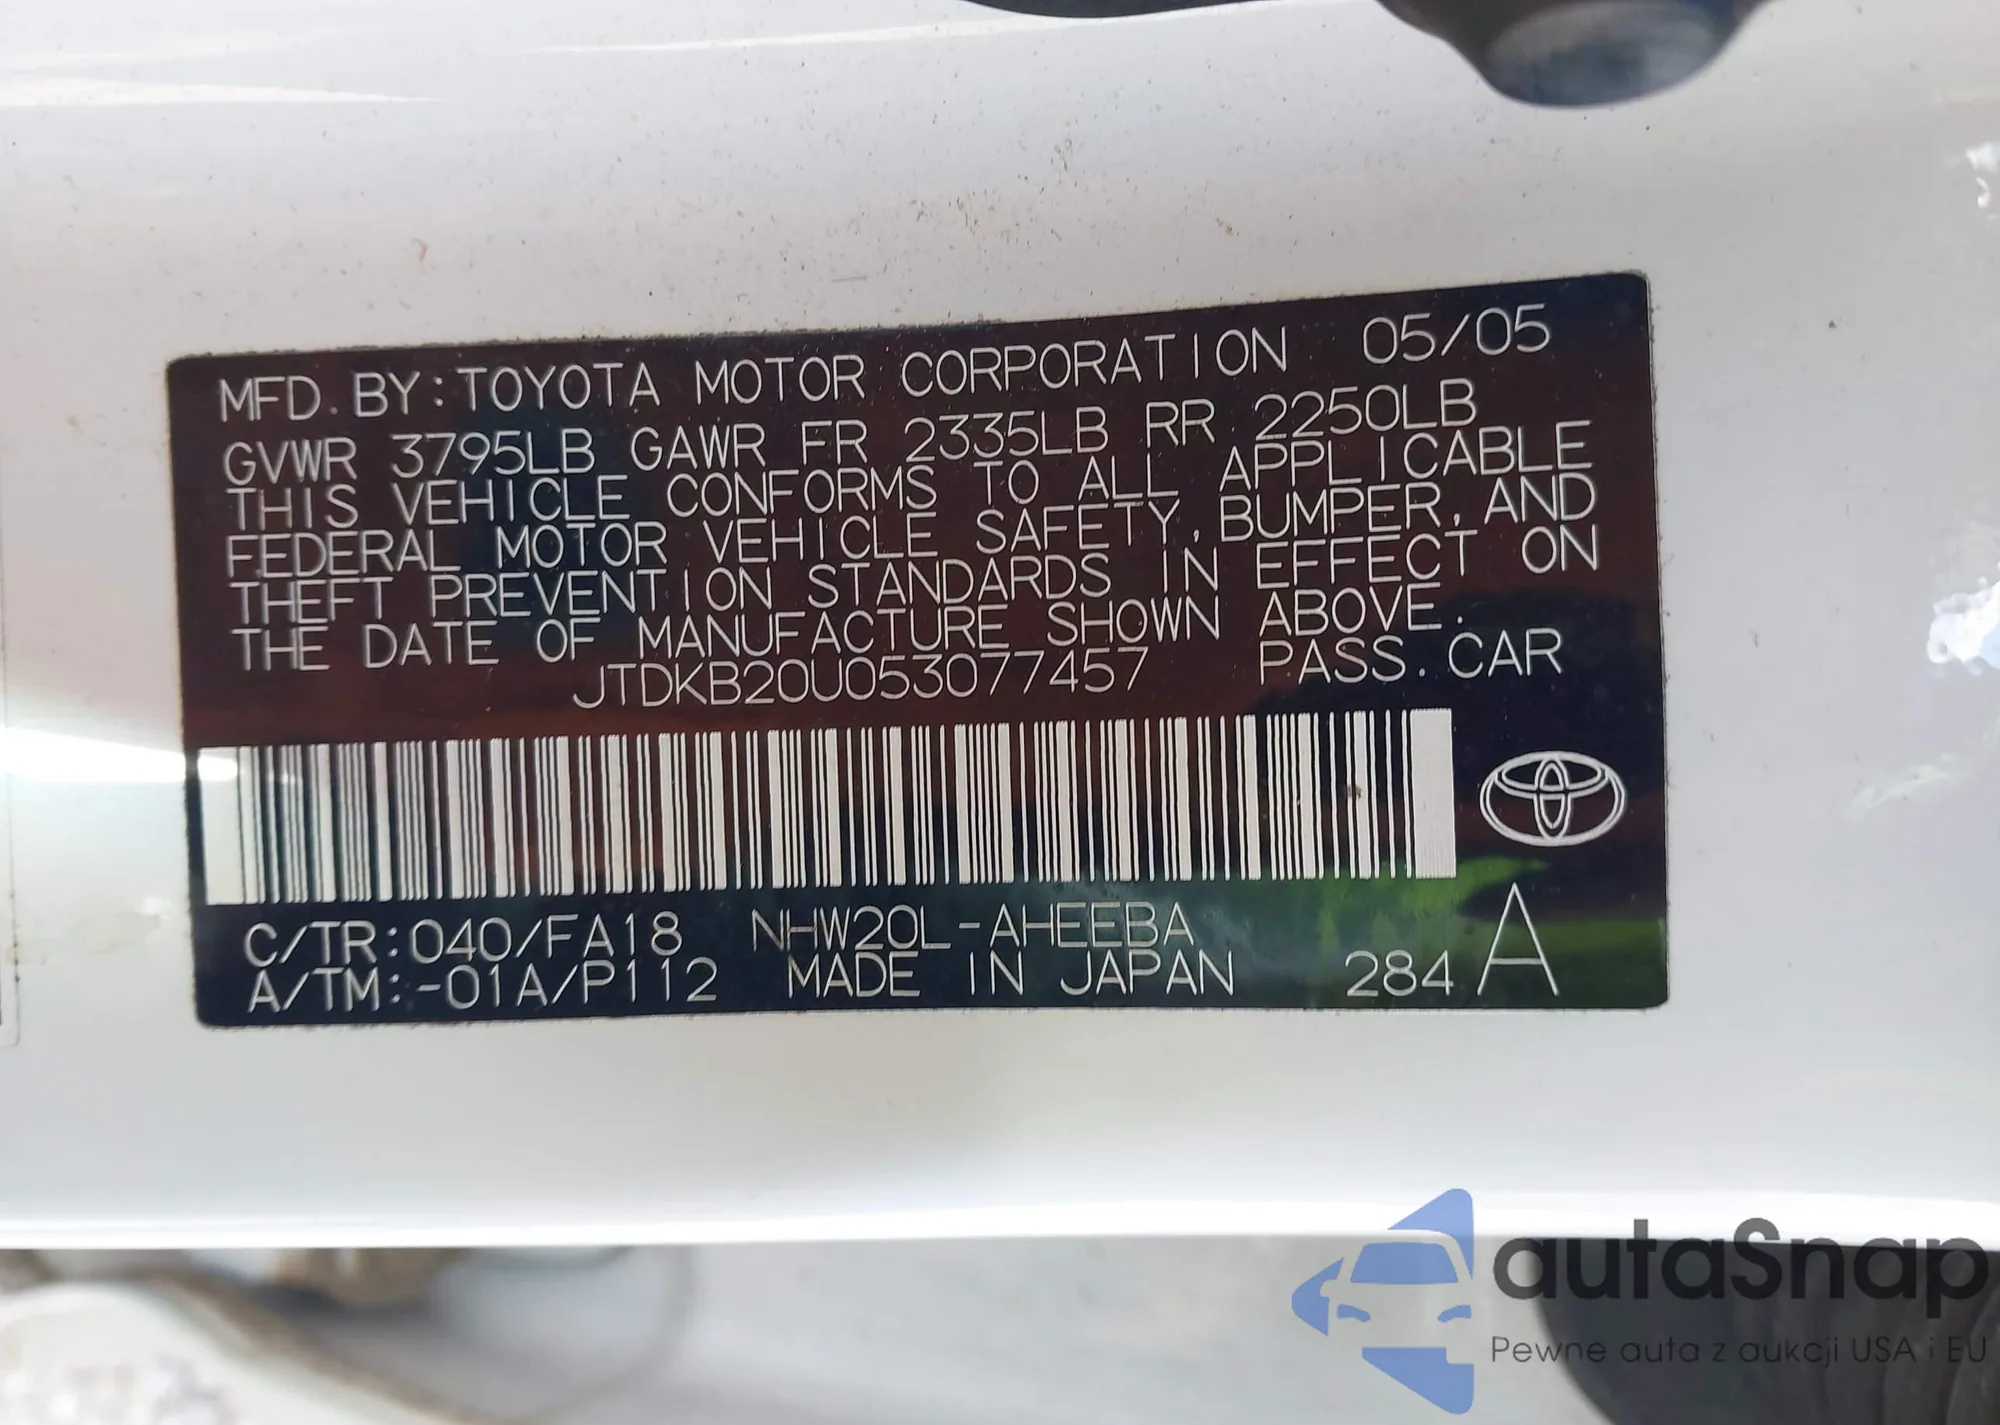 MFD. BY: TOYOTA MOTOR CORPORATION 05/05
GVWR 3795LB GAWR FR 2335LB RR 2250LB
THIS VEHICLE CONFORMS TO ALL APPLICABLE
FEDERAL MOTOR VEHICLE SAFETY, BUMPER, AND
THEFT PREVENTION STANDARDS IN EFFECT ON
THE DATE OF MANUFACTURE SHOWN ABOVE.
JTDKB20U053077457 PASS. CAR
C/TR: 040/FA18 NHW20L-AHEEBA
A/TM: -01A/P112 MADE IN JAPAN 284 A
autaSnap
Pewne auta z aukcji USA i EU